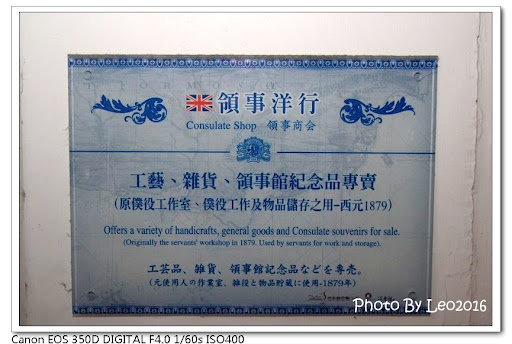 領事洋行
Consulate Shop 領事商会
工藝、雜貨、領事館紀念品專賣
(原僕役工作室、僕役工作及物品儲存之用-西元1879)
Offers a variety of handicrafts, general goods and Consulate souvenirs for sale.
(Originally the servants' workshop in 1879. Used by servants for work and storage).
工芸品、雑貨、領事館記念品などを専売。
(元使用人の作業室、雑役と物品貯蔵に使用-1879年)
Photo By Leo2016
Canon EOS 350D DIGITAL F4.0 1/60s ISO400